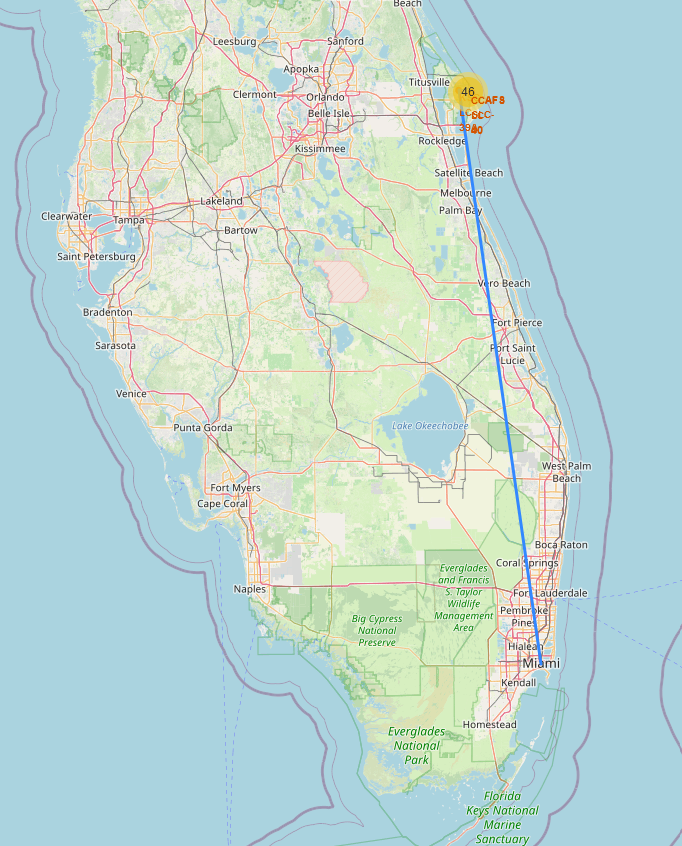 Beach
Leesburg
Sanford
Apopka
Titusville
46
Clermont
Orlando
CCAFS
Belle Isle
SLC-
40
Rockledge
Kissimmee
Satellite Beach
Melbourne
Lakeland
Palm Bay
Clearwater
Tampa
Bartow
Saint Petersburg
Vero Beach
Bradenton
Fort Pierce
Sarasota
Port Saint
Lucie
Venice
Lake Okeechobee
Punta Gorda
West Palm
Beach
Fort Myers
Cape Coral
Boca Raton
Coral Springs
Everglades
and Francis
S. Taylor
Wildlife
Management
Area
Naples
Fort Lauderdale
Pembroke
Pines
Big Cypress
National
Preserve
Hialeah
Miami
Kendall
Homestead
Everglades
National
Park
Florida
Keys National
Marine
Sanctuary